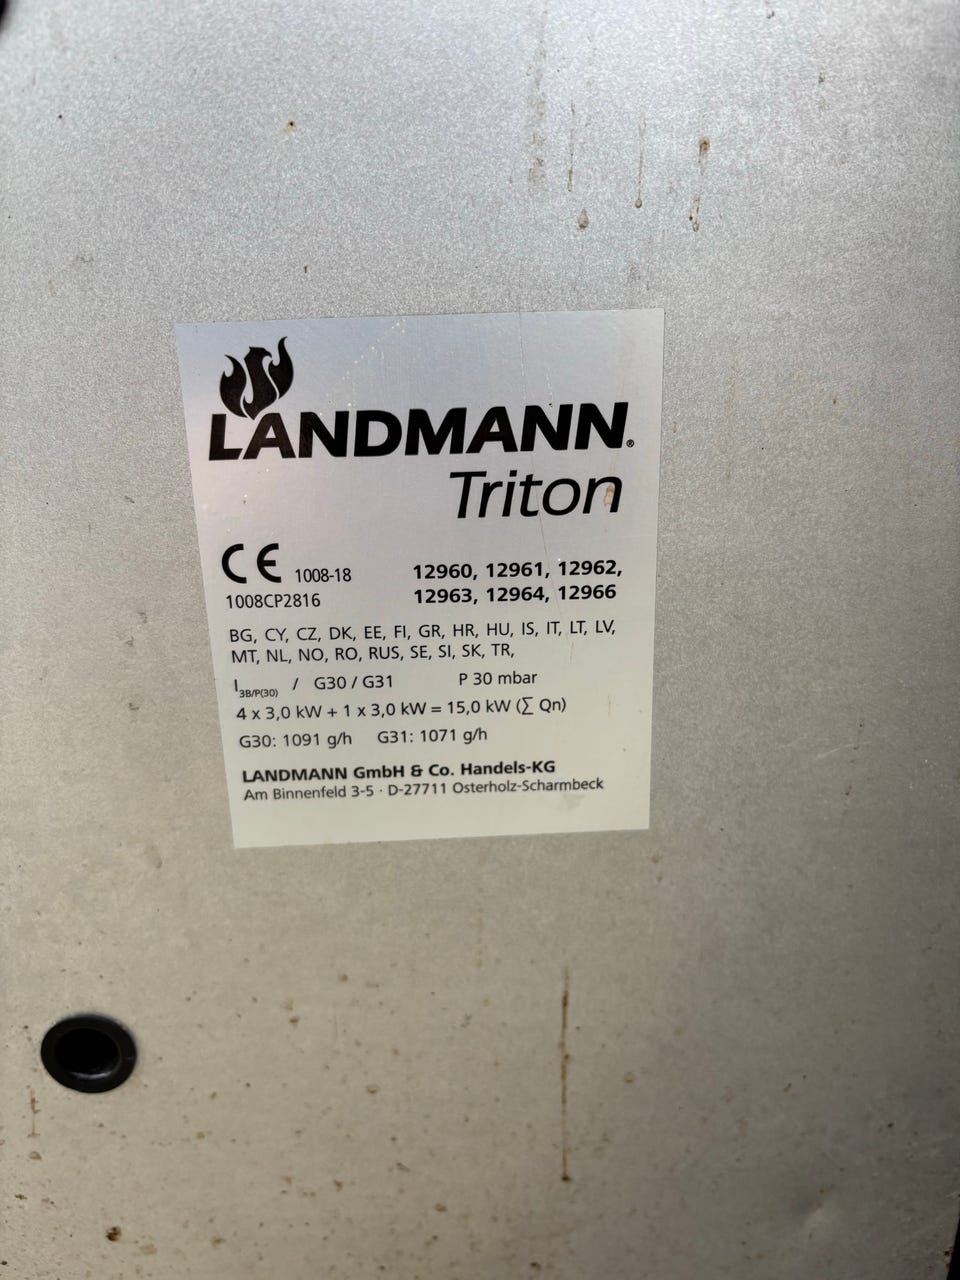 LANDMANN®
Triton
CE 1008-18
1008CP2816
12960, 12961, 12962,
12963, 12964, 12966
BG, CY, CZ, DK, EE, FI, GR, HR, HU, IS, IT, LT, LV,
MT, NL, NO, RO, RUS, SE, SI, SK, TR,
I3B/P(30) / G30 / G31 P 30 mbar
4 x 3,0 kW + 1 x 3,0 kW = 15,0 kW (∑ Qn)
G30: 1091 g/h G31: 1071 g/h
LANDMANN GmbH & Co. Handels-KG
Am Binnenfeld 3-5 · D-27711 Osterholz-Scharmbeck